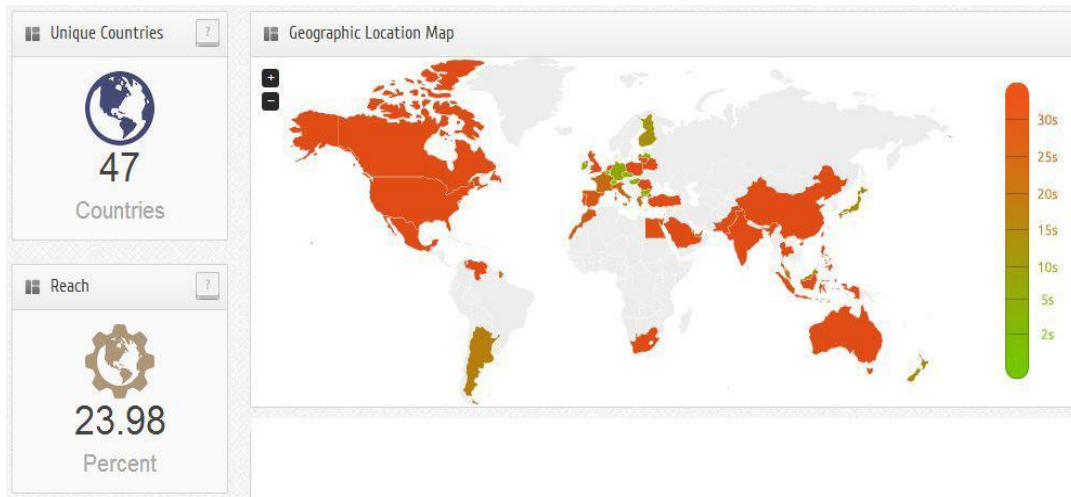 Unique Countries
?
47
Countries
Reach
?
23.98
Percent
Geographic Location Map
+
−
30s
25s
20s
15s
10s
5s
2s